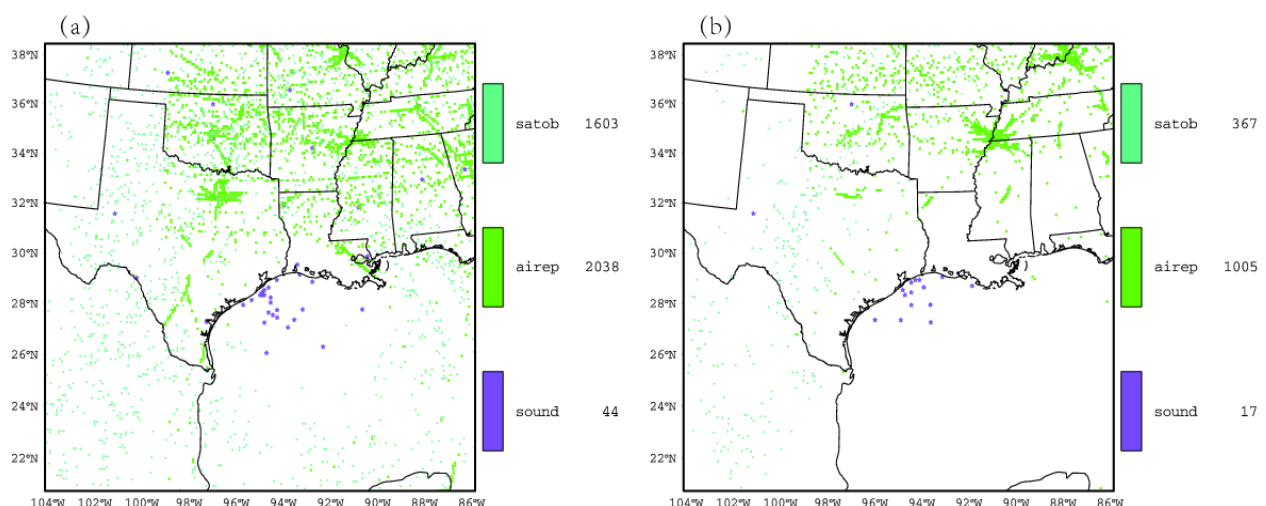 (a)
38°N
36°N
34°N
32°N
30°N
28°N
26°N
24°N
22°N
104°W 102°W 100°W 98°W 96°W 94°W 92°W 90°W 88°W 86°W
satob 1603
airep 2038
sound 44
(b)
38°N
36°N
34°N
32°N
30°N
28°N
26°N
24°N
22°N
104°W 102°W 100°W 98°W 96°W 94°W 92°W 90°W 88°W 86°W
satob 367
airep 1005
sound 17